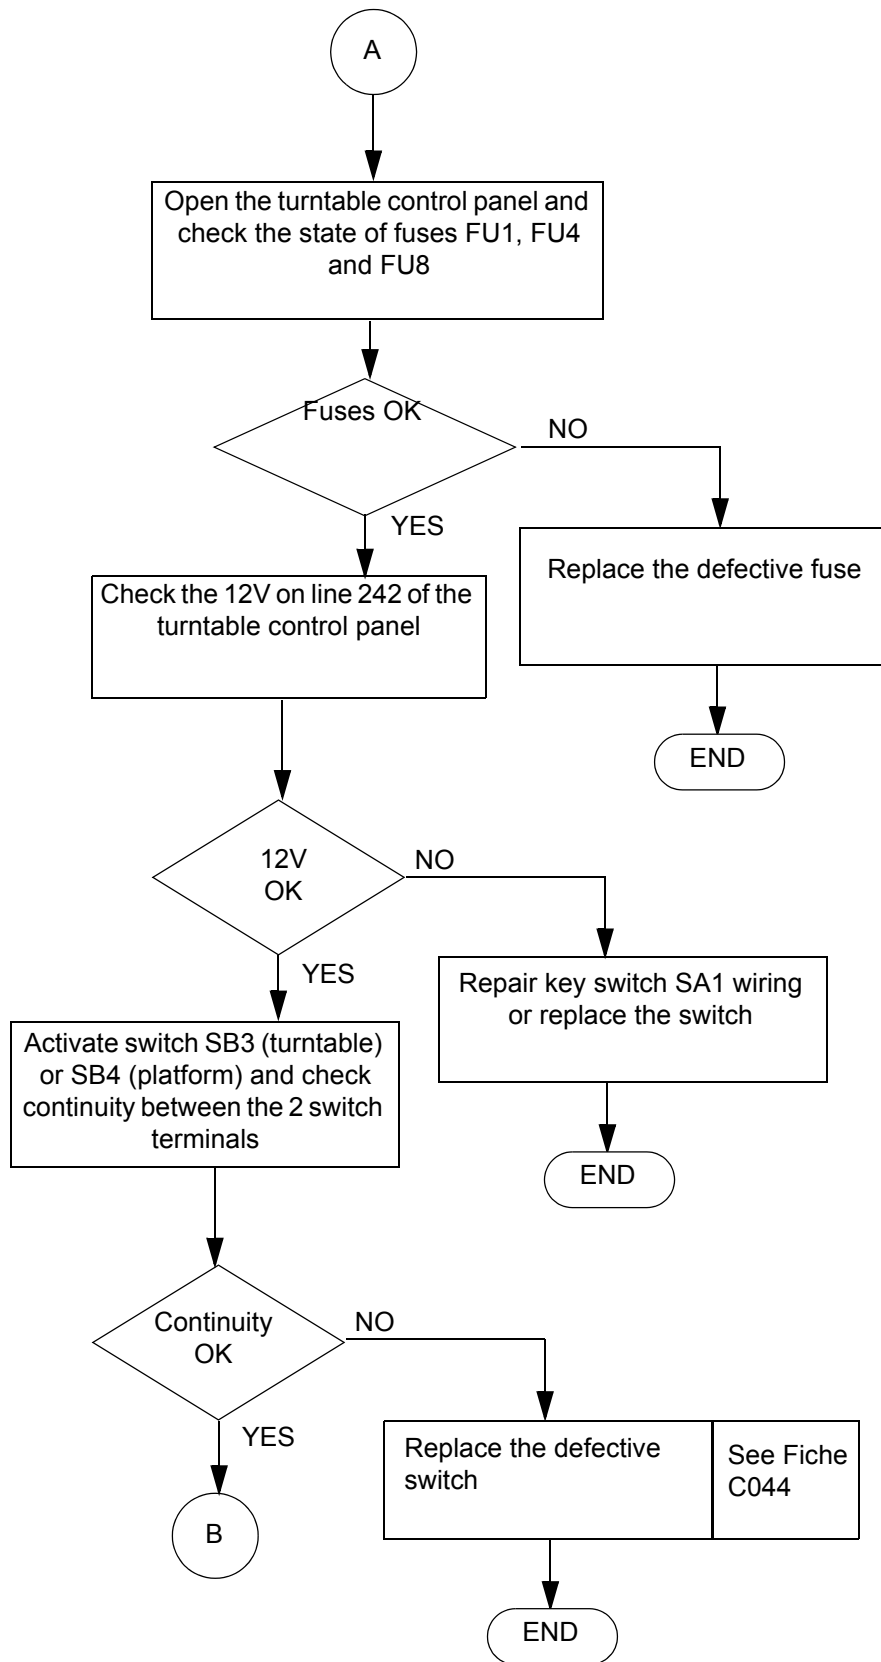 A
Open the turntable control panel and
check the state of fuses FU1, FU4
and FU8
Fuses OK
NO
YES
Replace the defective fuse
Check the 12V on line 242 of the
turntable control panel
END
12V
OK
NO
YES
Repair key switch SA1 wiring
or replace the switch
Activate switch SB3 (turntable)
or SB4 (platform) and check
continuity between the 2 switch
terminals
END
Continuity
OK
NO
YES
Replace the defective
switch
See Fiche
C044
B
END